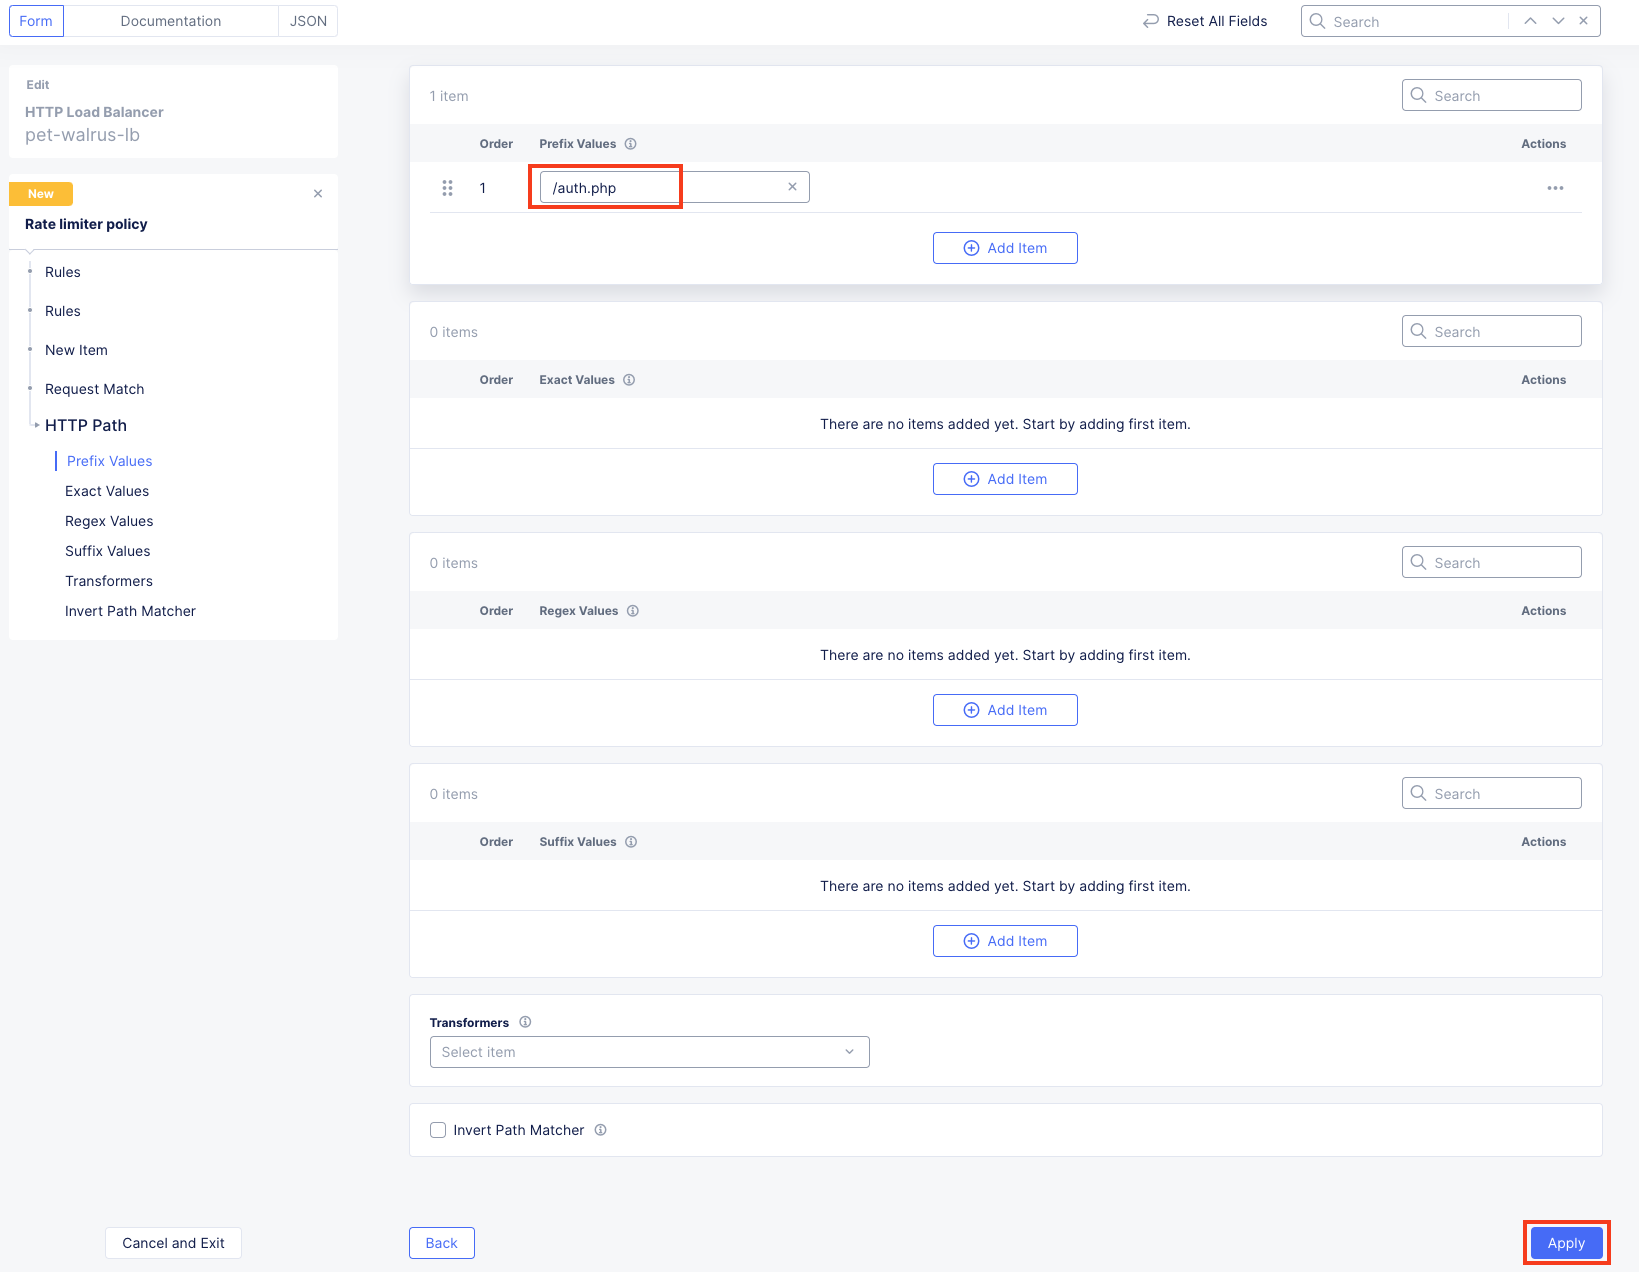 Form
Documentation
JSON
Reset All Fields
Search
Edit
HTTP Load Balancer
pet-walrus-lb
New
Rate limiter policy
Rules
Rules
New Item
Request Match
HTTP Path
Prefix Values
Exact Values
Regex Values
Suffix Values
Transformers
Invert Path Matcher
1 item
Search
Order Prefix Values Actions
1 /auth.php
Add Item
0 items
Search
Order Exact Values Actions
There are no items added yet. Start by adding first item.
Add Item
0 items
Search
Order Regex Values Actions
There are no items added yet. Start by adding first item.
Add Item
0 items
Search
Order Suffix Values Actions
There are no items added yet. Start by adding first item.
Add Item
Transformers
Select item
Invert Path Matcher
Cancel and Exit
Back
Apply